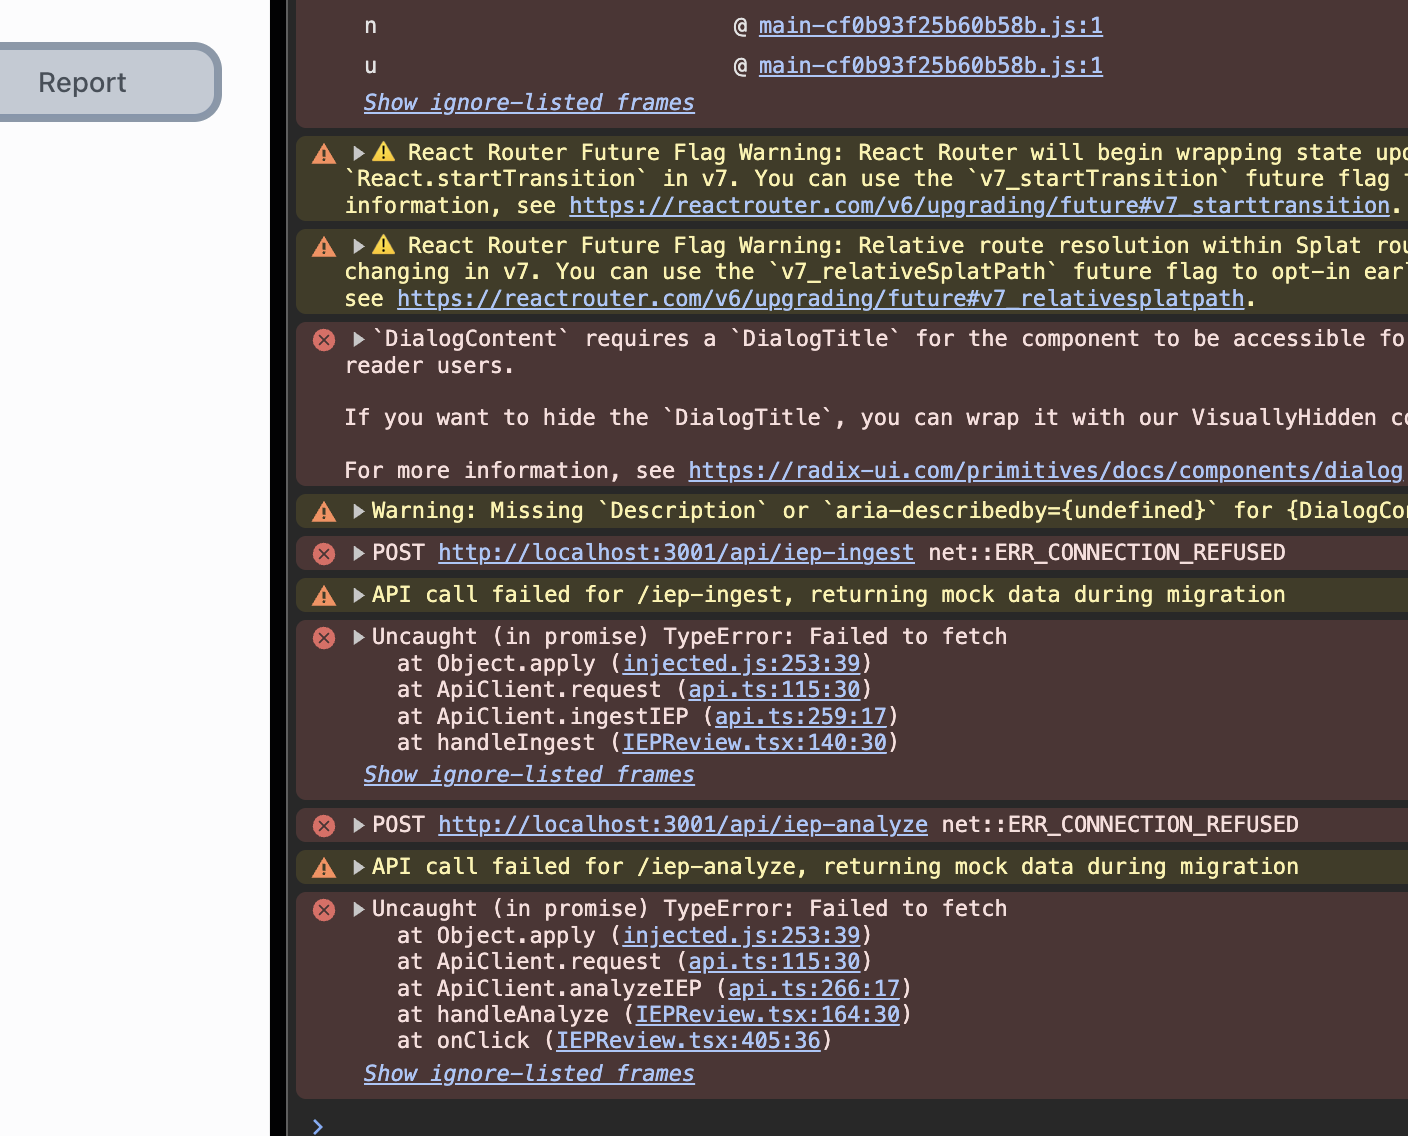 Report
n @ main-cf0b93f25b60b58b.js:1
u @ main-cf0b93f25b60b58b.js:1
Show ignore-listed frames
⚠️ React Router Future Flag Warning: React Router will begin wrapping state
`React.startTransition` in v7. You can use the `v7_startTransition` future flag
information, see https://reactrouter.com/v6/upgrading/future#v7_starttransition.
⚠️ React Router Future Flag Warning: Relative route resolution within Splat
changing in v7. You can use the `v7_relativeSplatPath` future flag to opt-in
see https://reactrouter.com/v6/upgrading/future#v7_relativesplatpath.
`DialogContent` requires a `DialogTitle` for the component to be accessible
reader users.
If you want to hide the `DialogTitle`, you can wrap it with our VisuallyHidden
For more information, see https://radix-ui.com/primitives/docs/components/dialog
Warning: Missing `Description` or `aria-describedby={undefined}` for
POST http://localhost:3001/api/iep-ingest net::ERR_CONNECTION_REFUSED
API call failed for /iep-ingest, returning mock data during migration
Uncaught (in promise) TypeError: Failed to fetch
at Object.apply (injected.js:253:39)
at ApiClient.request (api.ts:115:30)
at ApiClient.ingestIEP (api.ts:259:17)
at handleIngest (IEPReview.tsx:140:30)
Show ignore-listed frames
POST http://localhost:3001/api/iep-analyze net::ERR_CONNECTION_REFUSED
API call failed for /iep-analyze, returning mock data during migration
Uncaught (in promise) TypeError: Failed to fetch
at Object.apply (injected.js:253:39)
at ApiClient.request (api.ts:115:30)
at ApiClient.analyzeIEP (api.ts:266:17)
at handleAnalyze (IEPReview.tsx:164:30)
at onClick (IEPReview.tsx:405:36)
Show ignore-listed frames